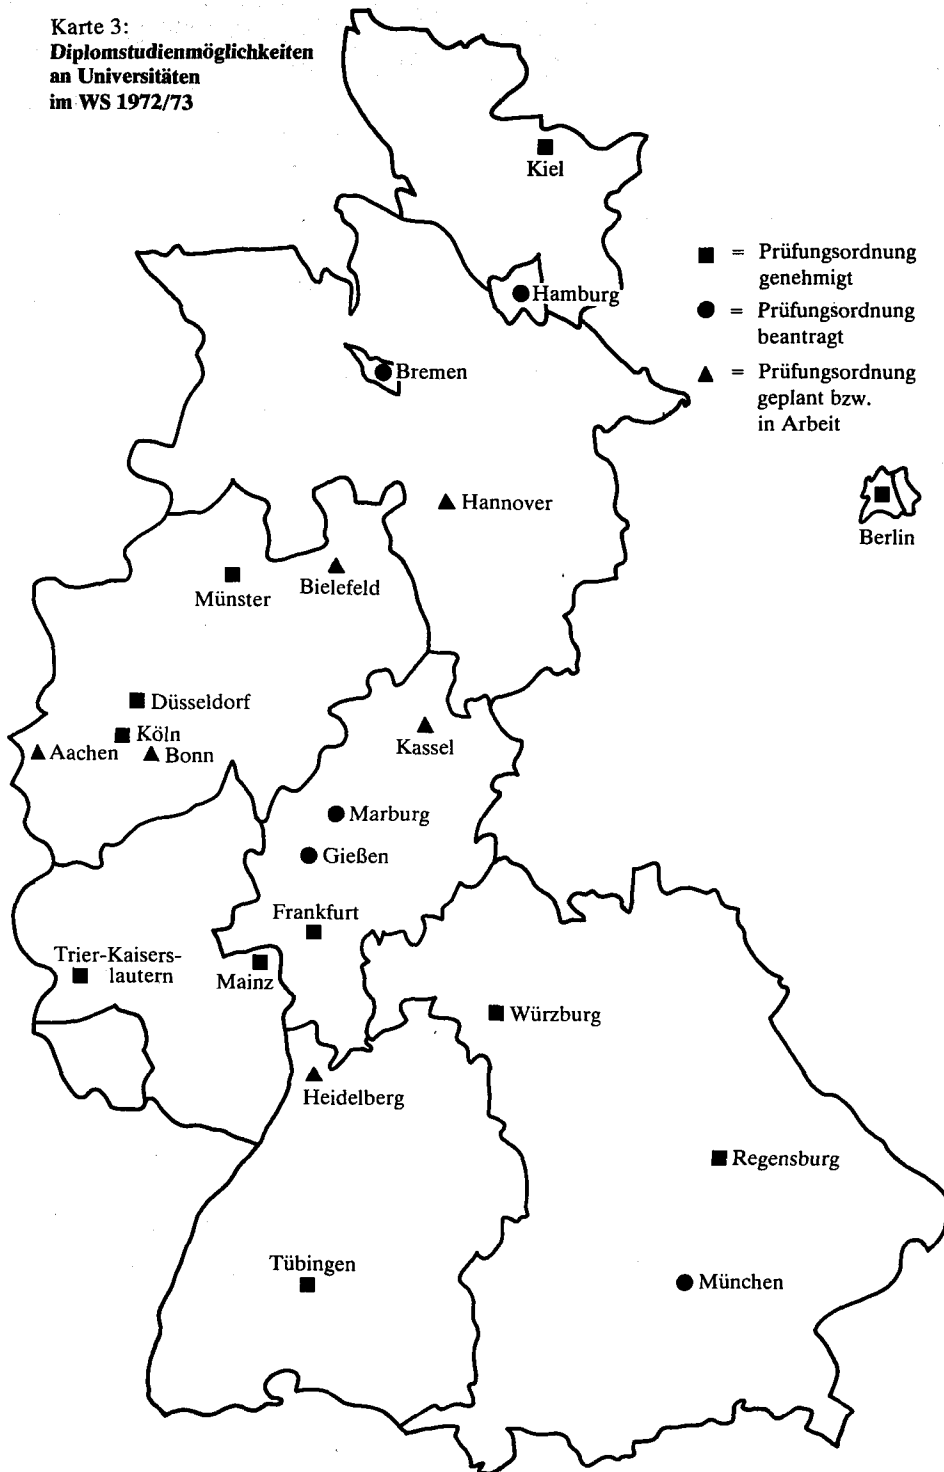 Karte 3:
Diplomstudienmöglichkeiten
an Universitäten
im WS 1972/73
Kiel
■ = Prüfungsordnung
genehmigt
Hamburg
● = Prüfungsordnung
beantragt
Bremen
▲ = Prüfungsordnung
geplant bzw.
in Arbeit
Hannover
Berlin
Bielefeld
Münster
Düsseldorf
Köln
Aachen
Bonn
Kassel
Marburg
Gießen
Frankfurt
Trier-Kaisers-
lautern
Mainz
Würzburg
Heidelberg
Regensburg
Tübingen
München